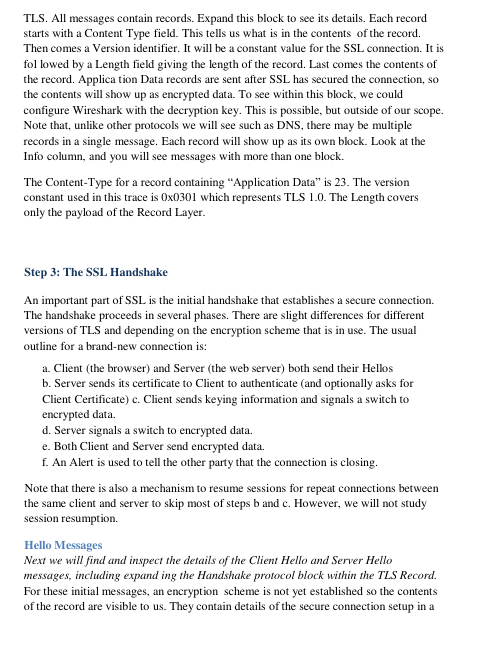 TLS. All messages contain records. Expand this block to see its details. Each record
starts with a Content Type field. This tells us what is in the contents  of the record.
Then comes a Version identifier. It will be a constant value for the SSL connection. It is
fol lowed by a Length field giving the length of the record. Last comes the contents of
the record. Applica tion Data records are sent after SSL has secured the connection, so
the contents will show up as encrypted data. To see within this block, we could
configure Wireshark with the decryption key. This is possible, but outside of our scope.
Note that, unlike other protocols we will see such as DNS, there may be multiple
records in a single message. Each record will show up as its own block. Look at the
Info column, and you will see messages with more than one block.
The Content-Type for a record containing “Application Data” is 23. The version
constant used in this trace is 0x0301 which represents TLS 1.0. The Length covers
only the payload of the Record Layer.
Step 3: The SSL Handshake
An important part of SSL is the initial handshake that establishes a secure connection.
The handshake proceeds in several phases. There are slight differences for different
versions of TLS and depending on the encryption scheme that is in use. The usual
outline for a brand-new connection is:
a. Client (the browser) and Server (the web server) both send their Hellos
b. Server sends its certificate to Client to authenticate (and optionally asks for
Client Certificate) c. Client sends keying information and signals a switch to
encrypted data.
d. Server signals a switch to encrypted data.
e. Both Client and Server send encrypted data.
f. An Alert is used to tell the other party that the connection is closing.
Note that there is also a mechanism to resume sessions for repeat connections between
the same client and server to skip most of steps b and c. However, we will not study
session resumption.
Hello Messages
Next we will find and inspect the details of the Client Hello and Server Hello
messages, including expand ing the Handshake protocol block within the TLS Record.
For these initial messages, an encryption  scheme is not yet established so the contents
of the record are visible to us. They contain details of the secure connection setup in a